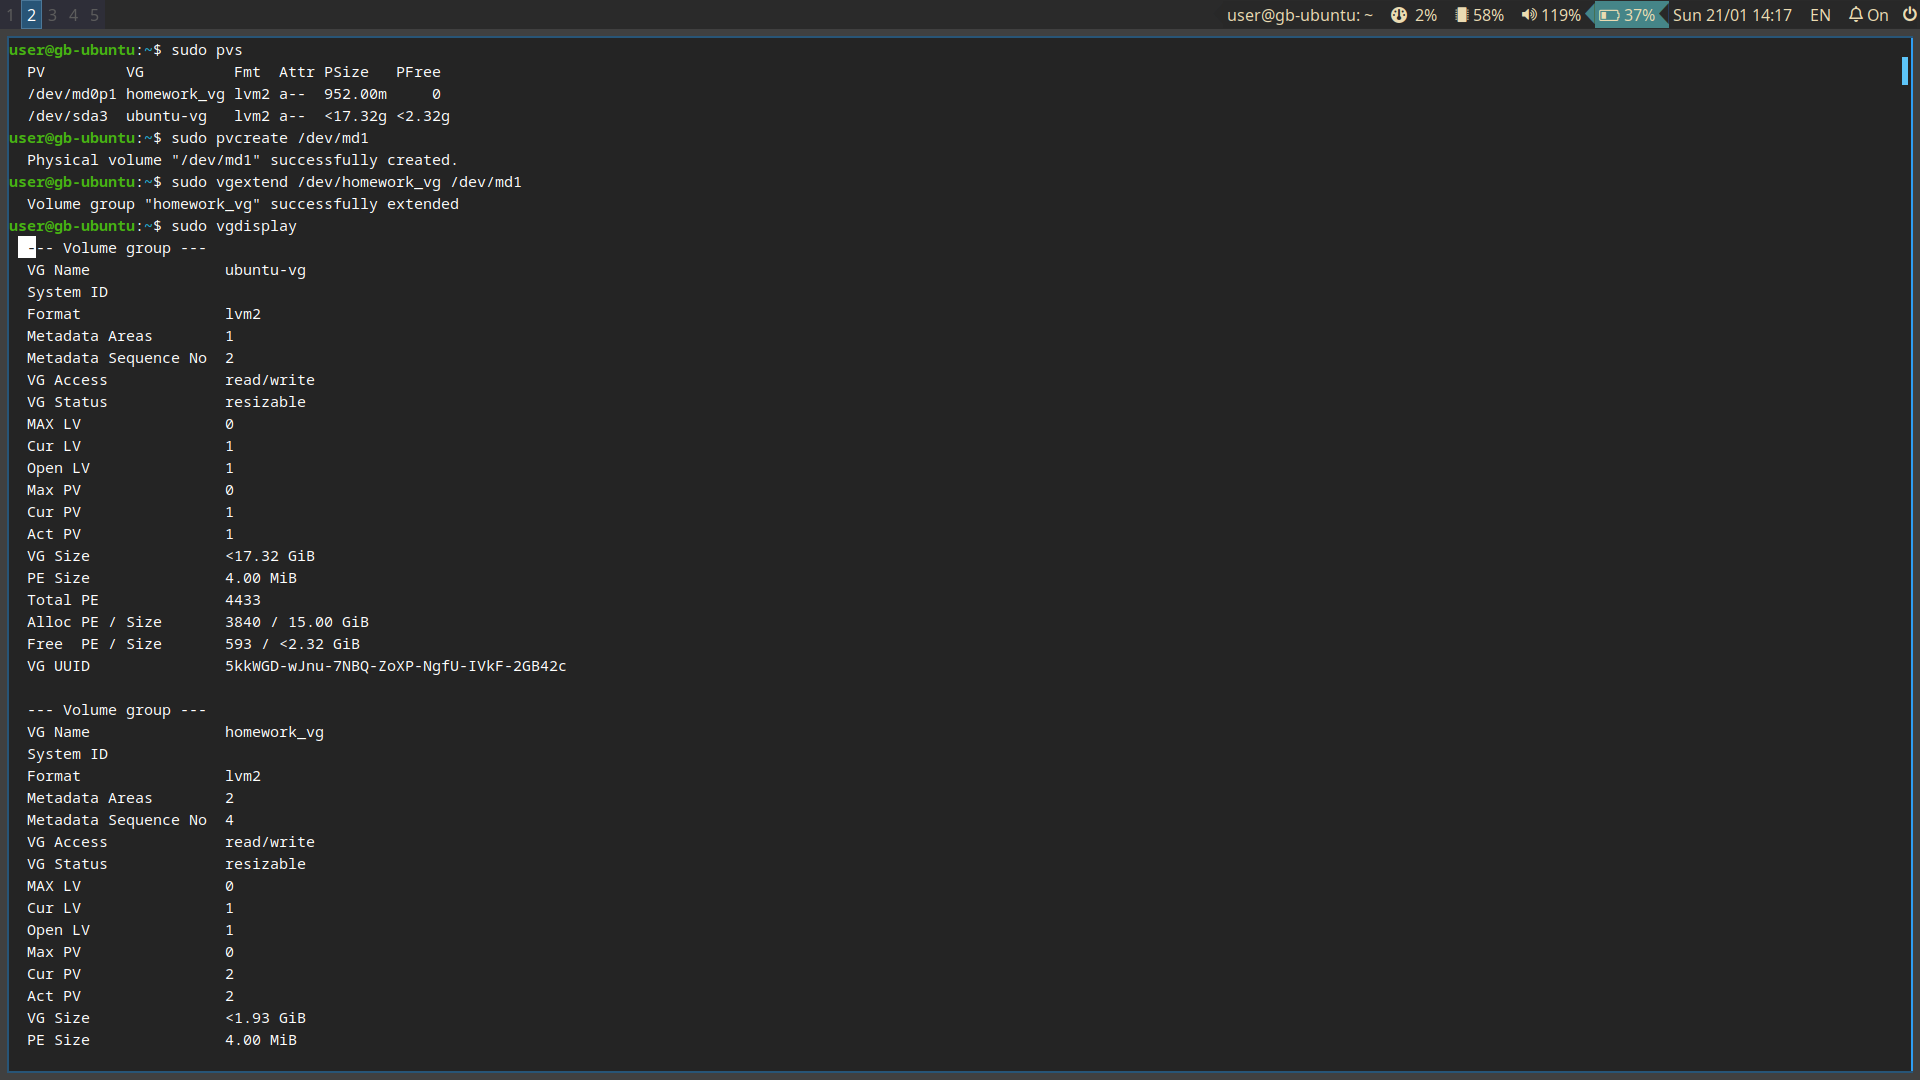 1 2 3 4 5 user@gb-ubuntu: ~ 2% 58% 119% 37% Sun 21/01 14:17 EN On
user@gb-ubuntu:~$ sudo pvs
  PV         VG          Fmt  Attr PSize   PFree
  /dev/md0p1 homework_vg lvm2 a--  952.00m     0
  /dev/sda3  ubuntu-vg   lvm2 a--  <17.32g <2.32g
user@gb-ubuntu:~$ sudo pvcreate /dev/md1
  Physical volume "/dev/md1" successfully created.
user@gb-ubuntu:~$ sudo vgextend /dev/homework_vg /dev/md1
  Volume group "homework_vg" successfully extended
user@gb-ubuntu:~$ sudo vgdisplay
  --- Volume group ---
  VG Name               ubuntu-vg
  System ID
  Format                lvm2
  Metadata Areas        1
  Metadata Sequence No  2
  VG Access             read/write
  VG Status             resizable
  MAX LV                0
  Cur LV                1
  Open LV               1
  Max PV                0
  Cur PV                1
  Act PV                1
  VG Size               <17.32 GiB
  PE Size               4.00 MiB
  Total PE              4433
  Alloc PE / Size       3840 / 15.00 GiB
  Free  PE / Size       593 / <2.32 GiB
  VG UUID               5kkWGD-wJnu-7NBQ-ZoXP-NgfU-IVkF-2GB42c

  --- Volume group ---
  VG Name               homework_vg
  System ID
  Format                lvm2
  Metadata Areas        2
  Metadata Sequence No  4
  VG Access             read/write
  VG Status             resizable
  MAX LV                0
  Cur LV                1
  Open LV               1
  Max PV                0
  Cur PV                2
  Act PV                2
  VG Size               <1.93 GiB
  PE Size               4.00 MiB